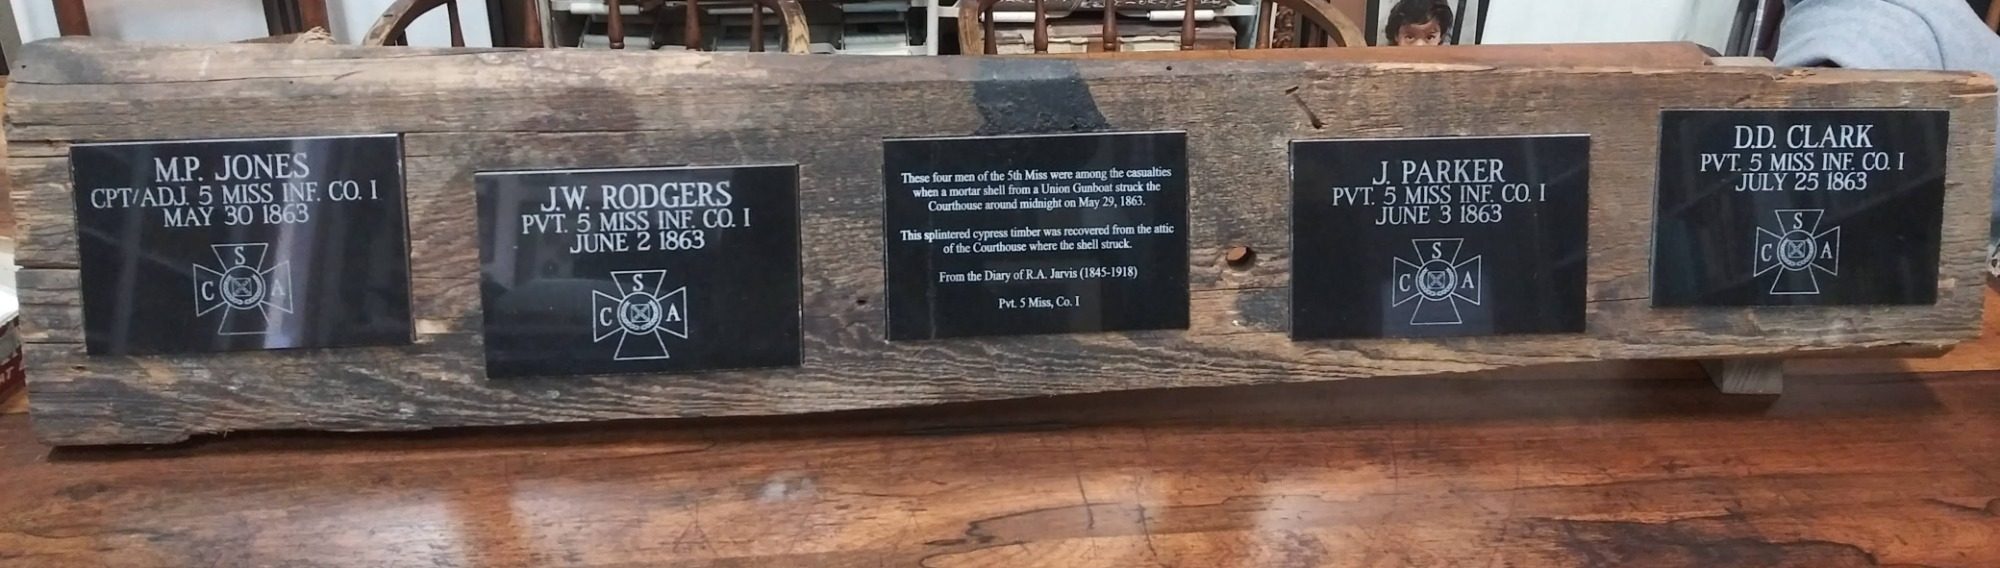 M.P. JONES
CPT/ADJ. 5 MISS INF. CO. I
MAY 30 1863
S
C A
J.W. RODGERS
PVT. 5 MISS INF. CO. I
JUNE 2 1863
S
C A
These four men of the 5th Miss were among the casualties
when a mortar shell from a Union Gunboat struck the
Courthouse around midnight on May 29, 1863.
This splintered cypress timber was recovered from the attic
of the Courthouse where the shell struck.
From the Diary of R.A. Jarvis (1845-1918)
Pvt. 5 Miss, Co. I
J. PARKER
PVT. 5 MISS INF. CO. I
JUNE 3 1863
S
C A
D.D. CLARK
PVT. 5 MISS INF. CO. I
JULY 25 1863
S
C A